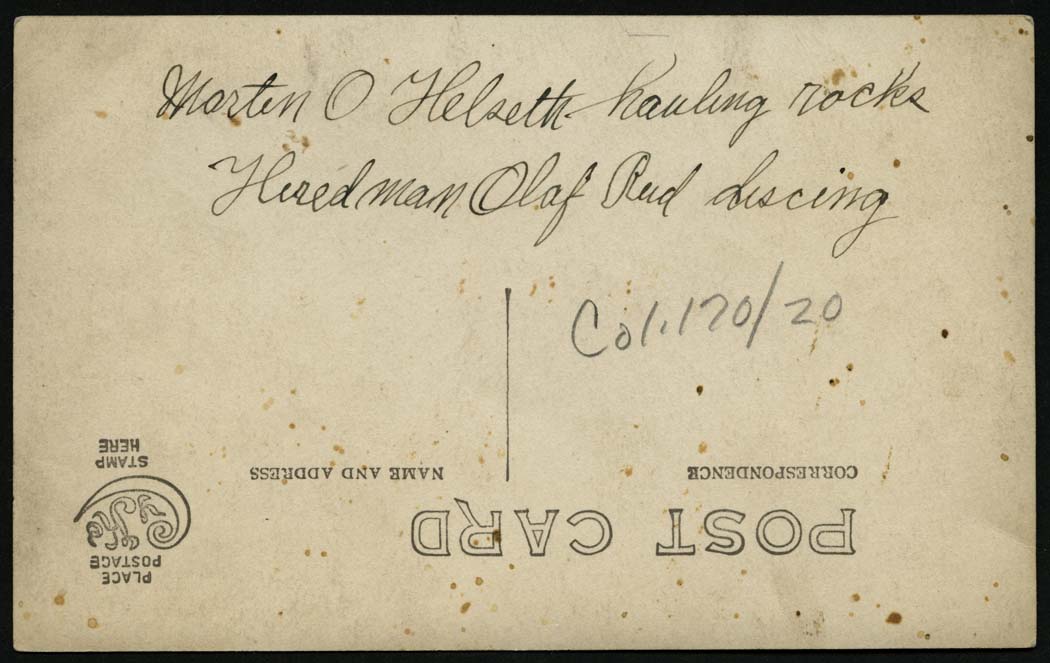 Morten O Helseth hauling rocks
Hired man Olaf Rud discing
Col. 170/20
POST CARD
CORRESPONDENCE
NAME AND ADDRESS
PLACE
POSTAGE
STAMP
HERE